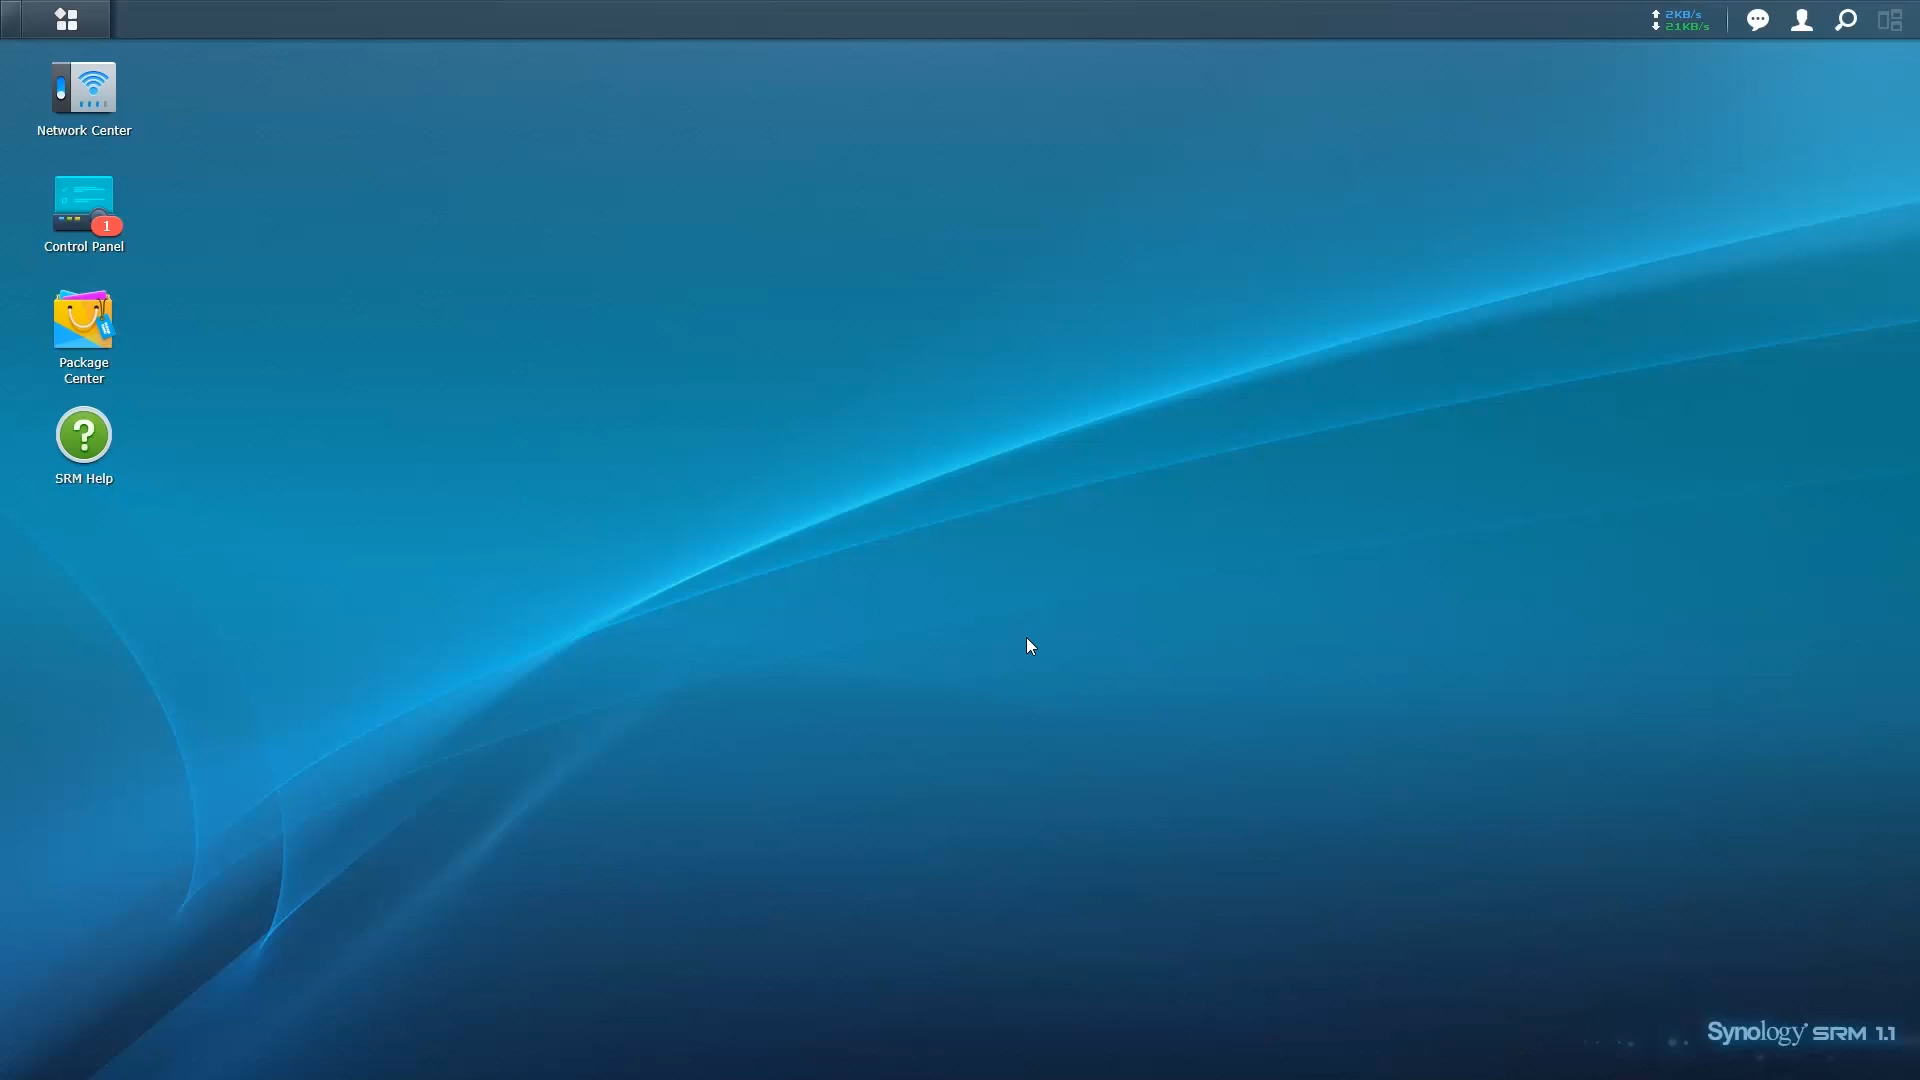 2KB/s
21KB/s
Network Center
1
Control Panel
Package
Center
?
SRM Help
Synology SRM 1.1